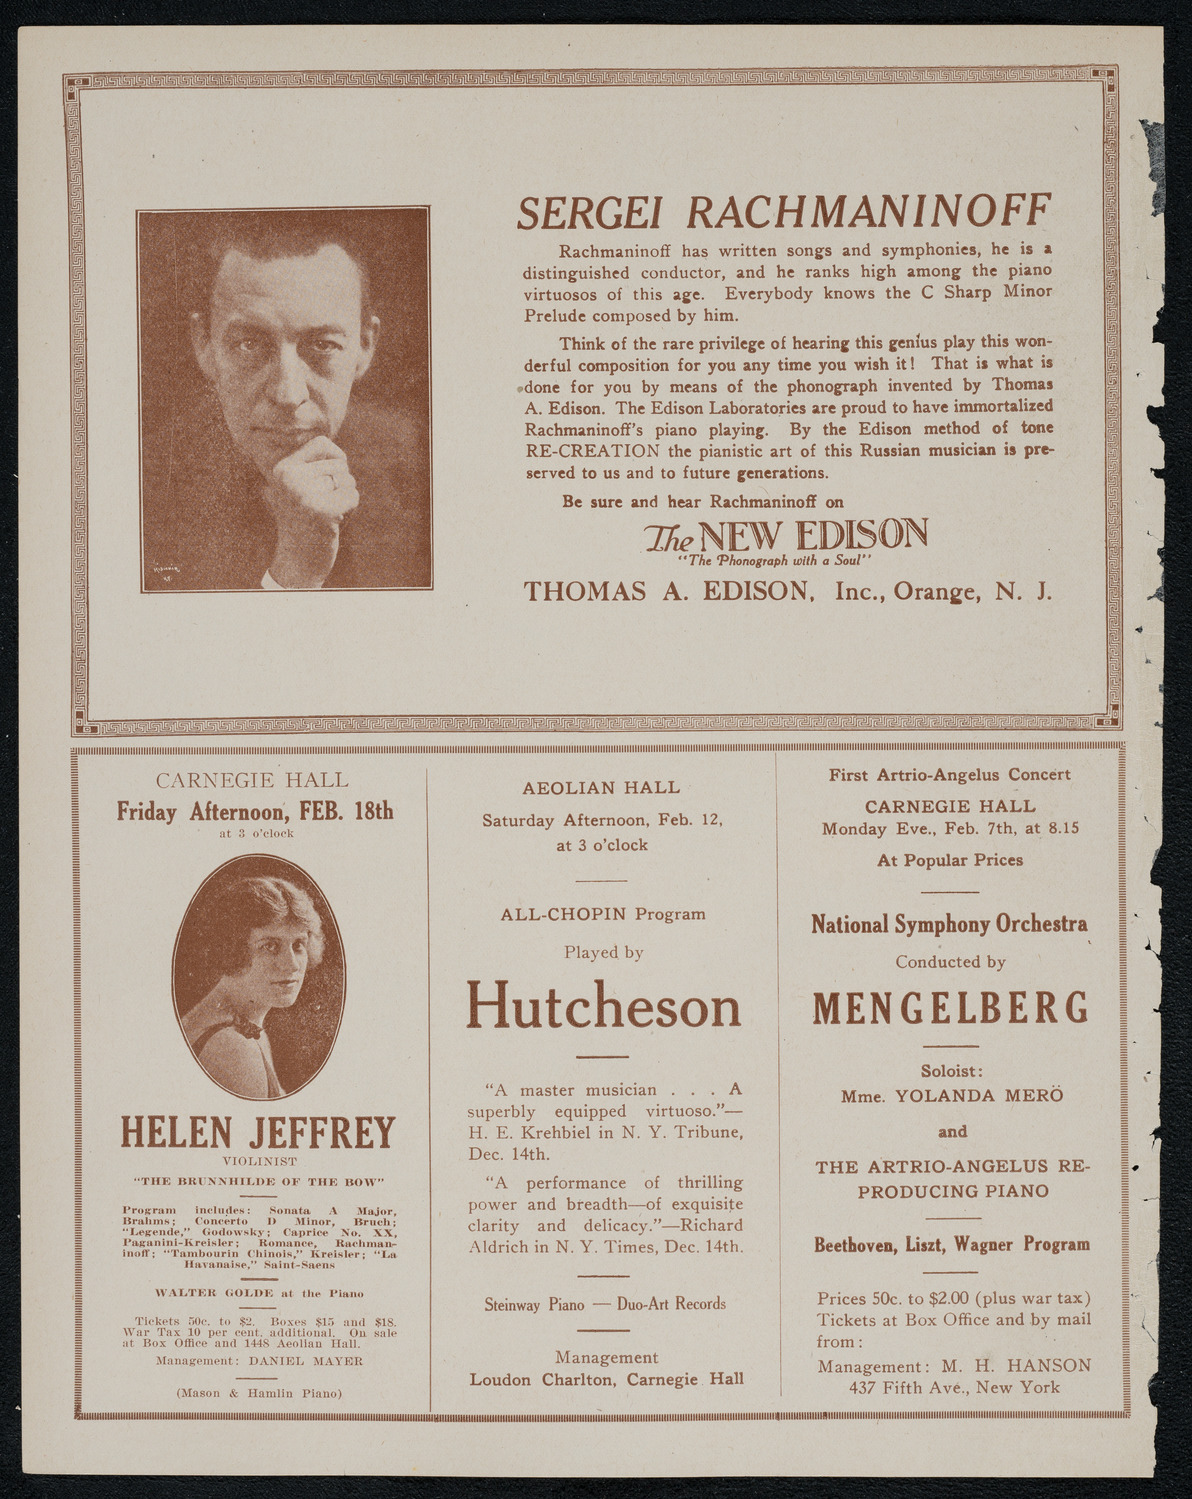 SERGEI RACHMANINOFF
Rachmaninoff has written songs and symphonies, he is a
distinguished conductor, and he ranks high among the piano
virtuosos of this age. Everybody knows the C Sharp Minor
Prelude composed by him.
Think of the rare privilege of hearing this genius play this won-
derful composition for you any time you wish it! That is what is
done for you by means of the phonograph invented by Thomas
A. Edison. The Edison Laboratories are proud to have immortalized
Rachmaninoff's piano playing. By the Edison method of tone
RE-CREATION the pianistic art of this Russian musician is pre-
served to us and to future generations.
Be sure and hear Rachmaninoff on
The NEW EDISON
"The Phonograph with a Soul"
THOMAS A. EDISON, Inc., Orange, N. J.
CARNEGIE HALL
Friday Afternoon, FEB. 18th
at 3 o'clock
HELEN JEFFREY
VIOLINIST
"THE BRUNNHILDE OF THE BOW"
Program includes: Sonata A Major,
Brahms; Concerto D Minor, Bruch;
"Legende," Godowsky; Caprice No. XX,
Paganini-Kreisler; Romance, Rachman-
inoff; "Tambourin Chinois," Kreisler; "La
Havanaise," Saint-Saens
WALTER GOLDE at the Piano
Tickets 50c. to $2. Boxes $15 and $18.
War Tax 10 per cent. additional. On sale
at Box Office and 1448 Aeolian Hall.
Management: DANIEL MAYER
(Mason & Hamlin Piano)
AEOLIAN HALL
Saturday Afternoon, Feb. 12,
at 3 o'clock
ALL-CHOPIN Program
Played by
Hutcheson
"A master musician . . . A
superbly equipped virtuoso."—
H. E. Krehbiel in N. Y. Tribune,
Dec. 14th.
"A performance of thrilling
power and breadth—of exquisite
clarity and delicacy."—Richard
Aldrich in N. Y. Times, Dec. 14th.
Steinway Piano — Duo-Art Records
Management
Loudon Charlton, Carnegie Hall
First Artrio-Angelus Concert
CARNEGIE HALL
Monday Eve., Feb. 7th, at 8.15
At Popular Prices
National Symphony Orchestra
Conducted by
MENGELBERG
Soloist:
Mme. YOLANDA MERÖ
and
THE ARTRIO-ANGELUS RE-
PRODUCING PIANO
Beethoven, Liszt, Wagner Program
Prices 50c. to $2.00 (plus war tax)
Tickets at Box Office and by mail
from:
Management: M. H. HANSON
437 Fifth Ave., New York